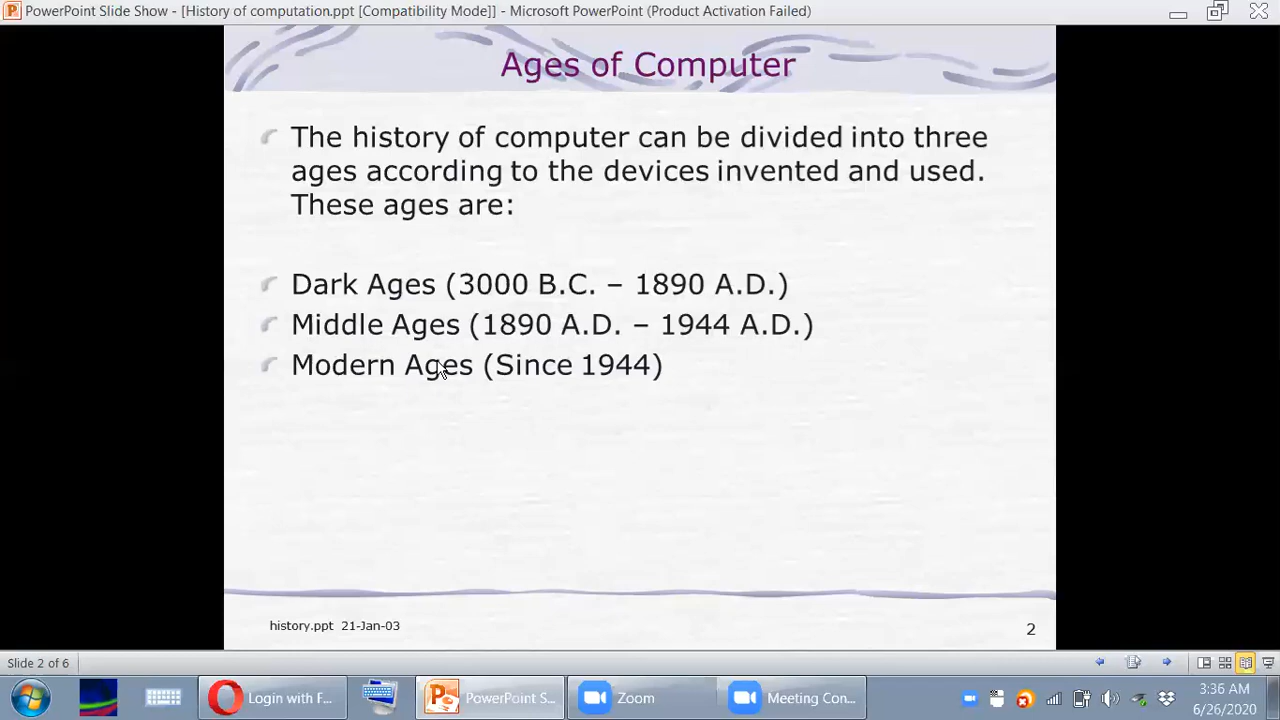 PowerPoint Slide Show - [History of computation.ppt [Compatibility Mode]] - Microsoft PowerPoint (Product Activation Failed)
Ages of Computer
The history of computer can be divided into three
ages according to the devices invented and used.
These ages are:
Dark Ages (3000 B.C. – 1890 A.D.)
Middle Ages (1890 A.D. – 1944 A.D.)
Modern Ages (Since 1944)
history.ppt 21-Jan-03
2
Slide 2 of 6
Login with F...
PowerPoint S...
Zoom
Meeting Con...
3:36 AM
6/26/2020